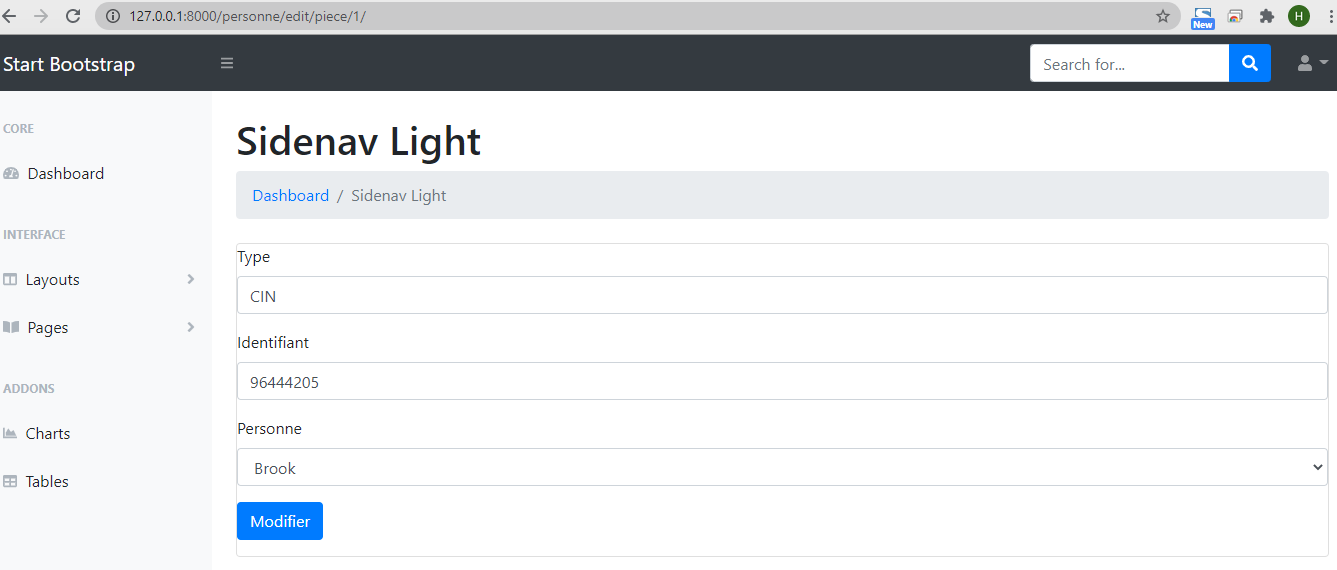 127.0.0.1:8000/personne/edit/piece/1/
New
H
Start Bootstrap
Search for...
CORE
Dashboard
INTERFACE
Layouts
Pages
ADDONS
Charts
Tables
Sidenav Light
Dashboard / Sidenav Light
Type
CIN
Identifiant
96444205
Personne
Brook
Modifier